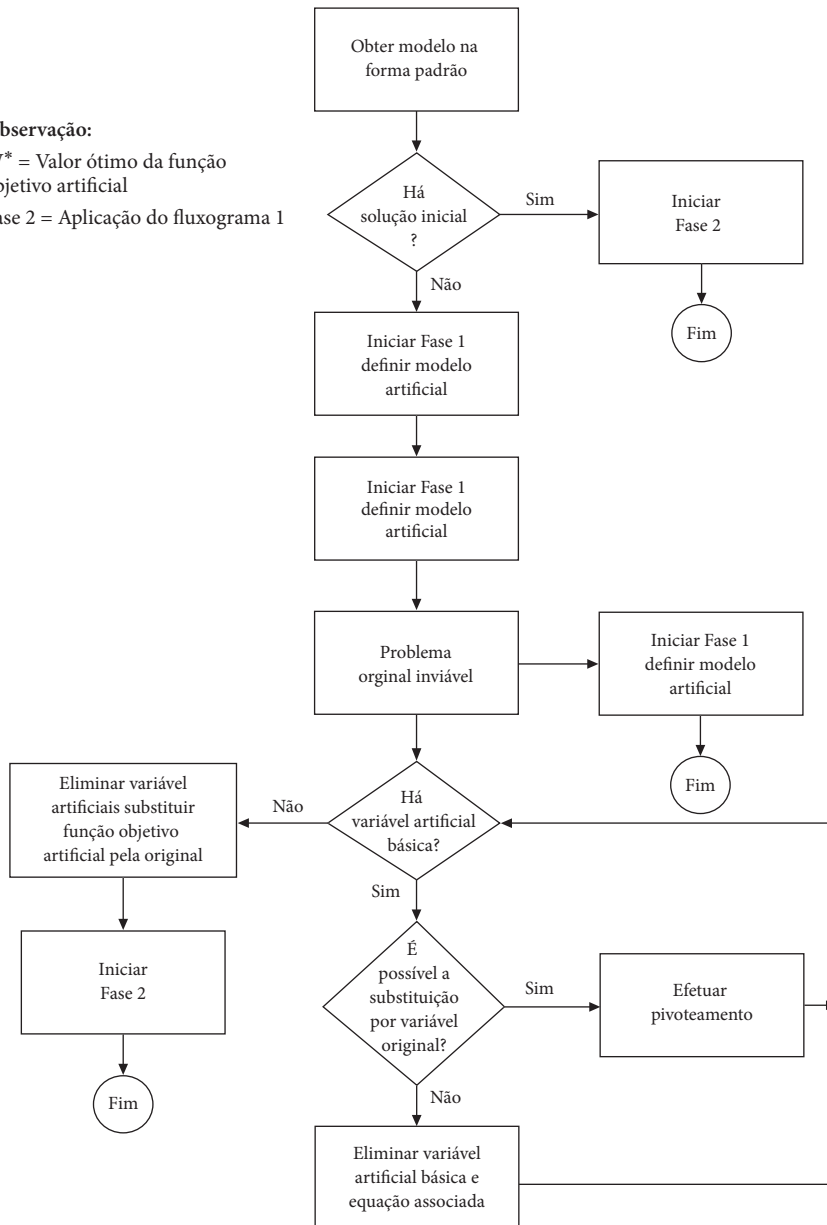 Obter modelo na
forma padrão
bservação:
* = Valor ótimo da função
bjetivo artificial
ase 2 = Aplicação do fluxograma 1
Há
solução inicial
?
Sim
Iniciar
Fase 2
Fim
Não
Iniciar Fase 1
definir modelo
artificial
Iniciar Fase 1
definir modelo
artificial
Problema
orginal inviável
Iniciar Fase 1
definir modelo
artificial
Fim
Há
variável artificial
básica?
Não
Eliminar variável
artificiais substituir
função objetivo
artificial pela original
Iniciar
Fase 2
Fim
Sim
É
possível a
substituição
por variável
original?
Sim
Efetuar
pivoteamento
Não
Eliminar variável
artificial básica e
equação associada